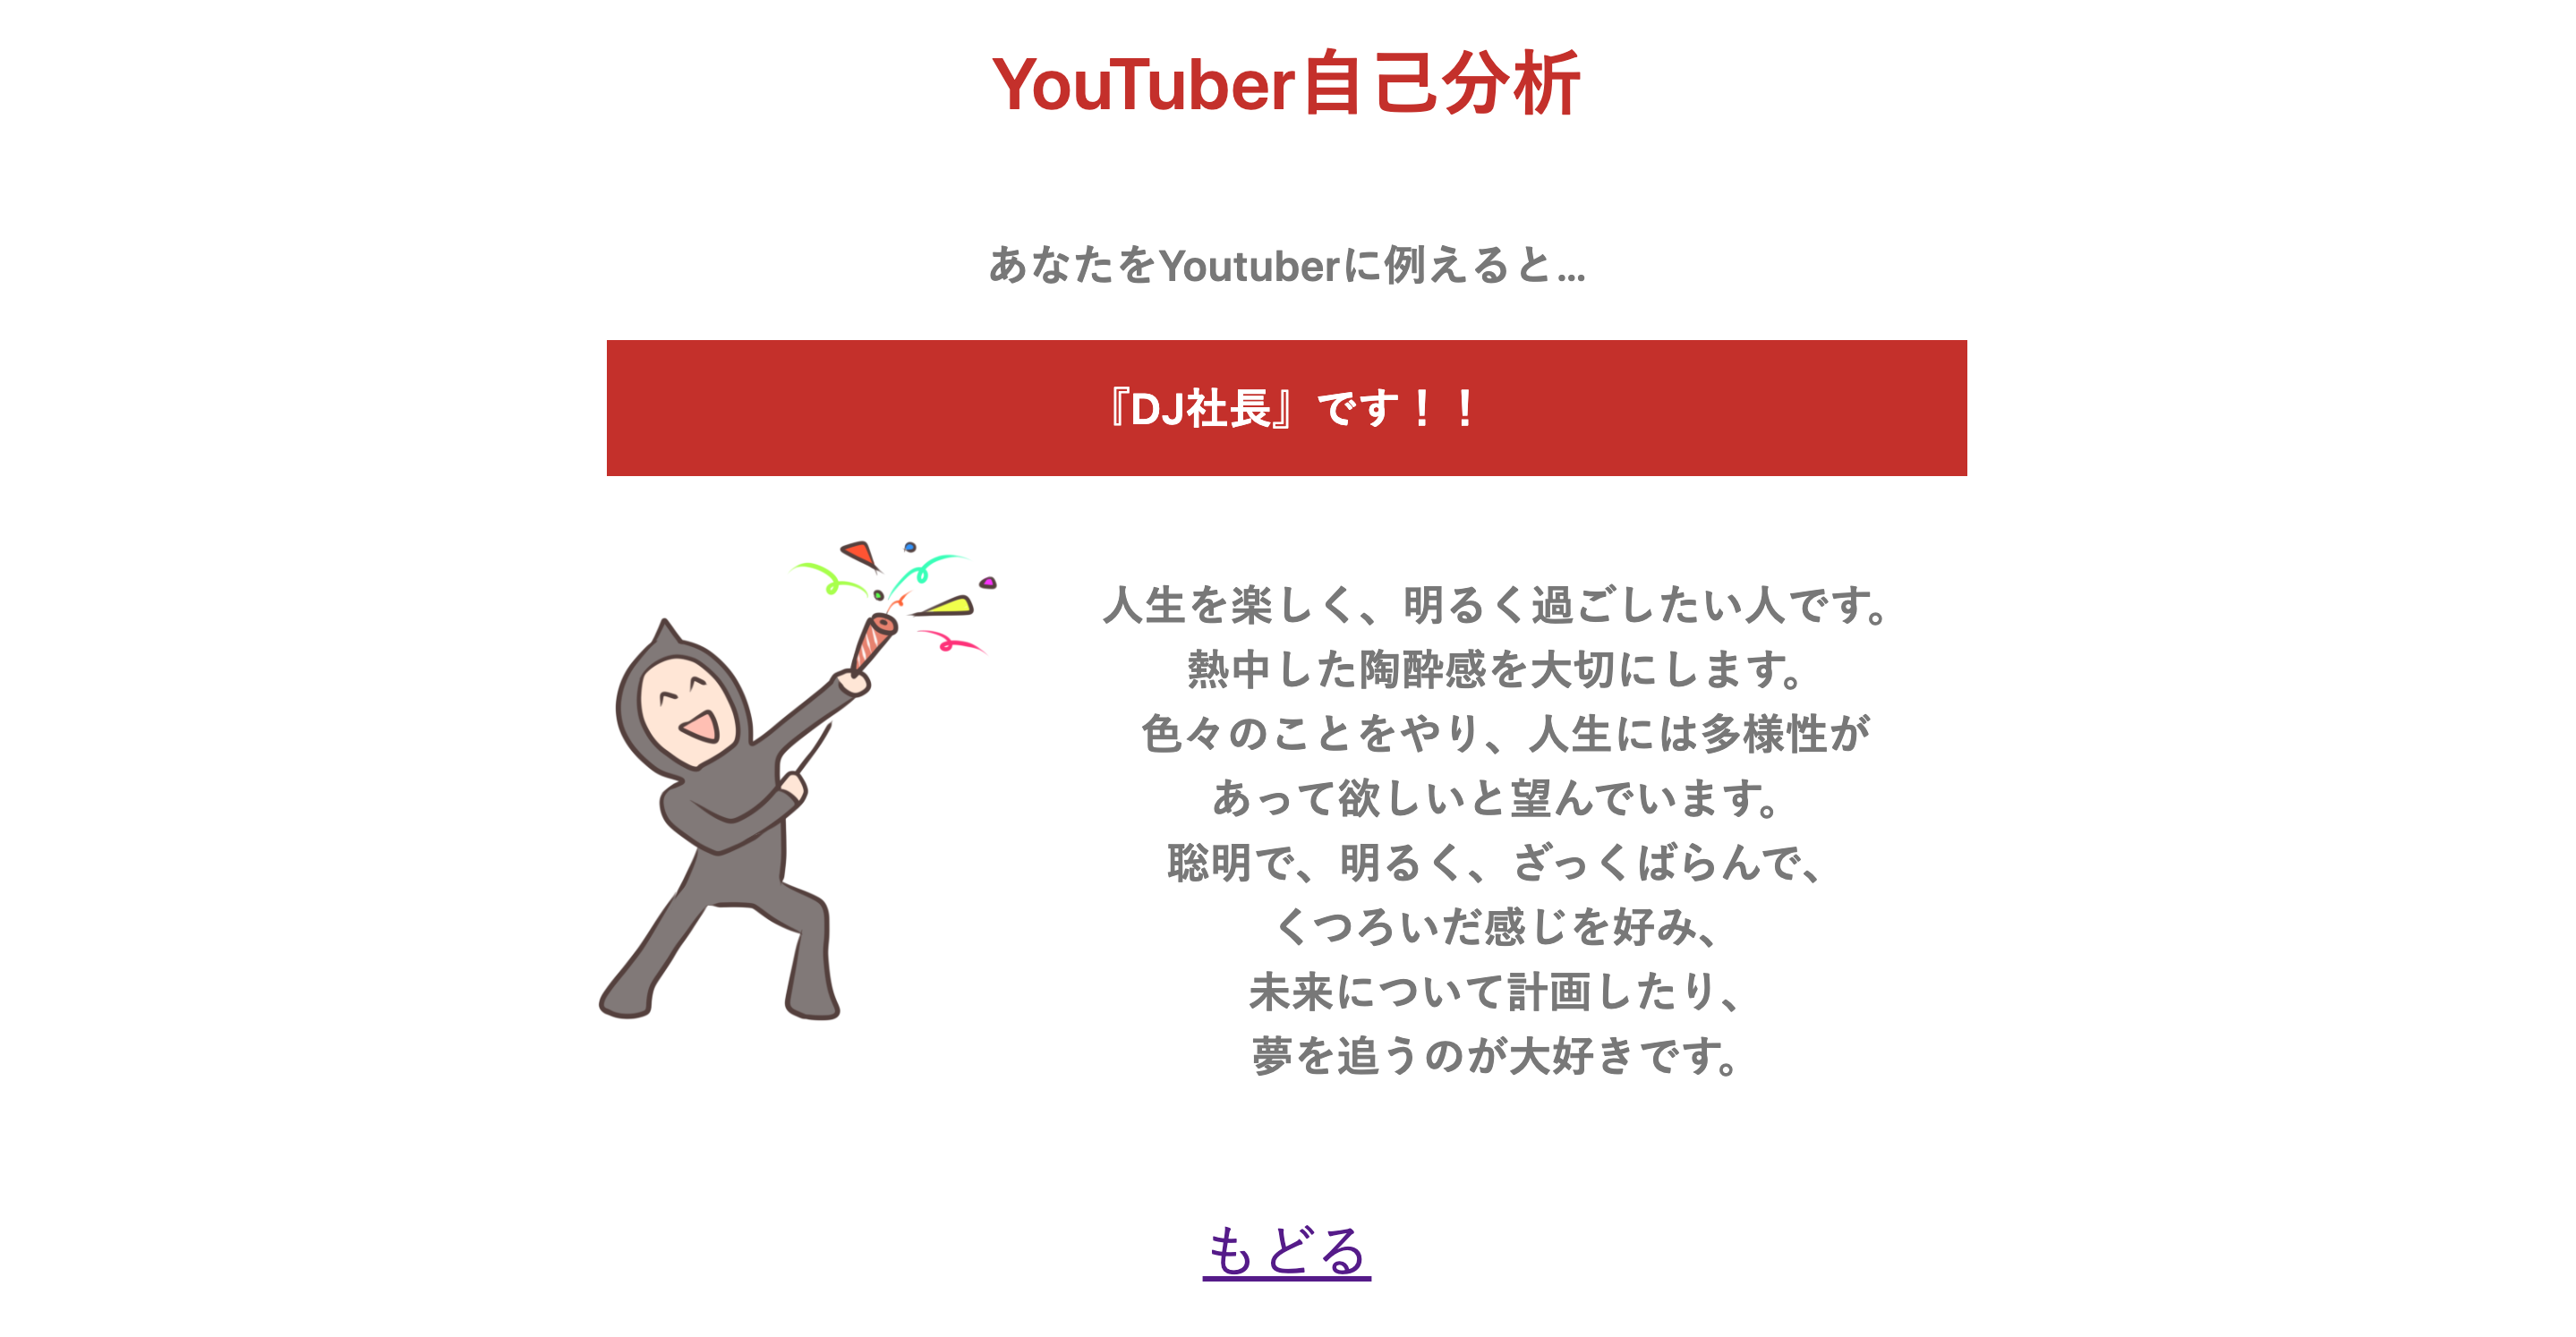 YouTuber自己分析
あなたをYoutuberに例えると...
『DJ社長』です！！
人生を楽しく、明るく過ごしたい人です。
熱中した陶酔感を大切にします。
色々のことをやり、人生には多様性が
あって欲しいと望んでいます。
聡明で、明るく、ざっくばらんで、
くつろいだ感じを好み、
未来について計画したり、
夢を追うのが大好きです。
もどる